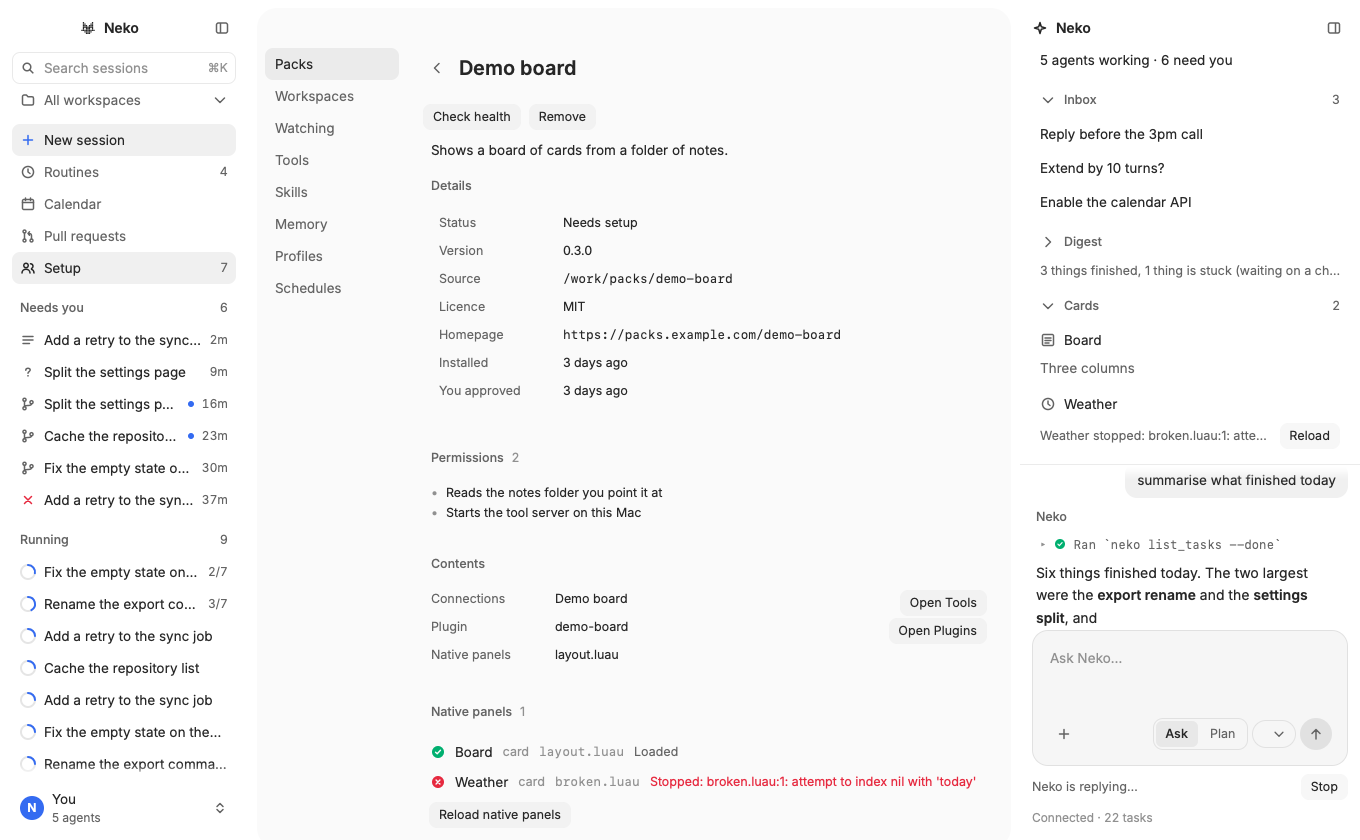 Neko
Search sessions ⌘K
All workspaces
New session
Routines 4
Calendar
Pull requests
Setup 7
Needs you 6
Add a retry to the sync... 2m
? Split the settings page 9m
Split the settings p... 16m
Cache the reposito... 23m
Fix the empty state o... 30m
Add a retry to the syn... 37m
Running 9
Fix the empty state on... 2/7
Rename the export co... 3/7
Add a retry to the sync job
Cache the repository list
Add a retry to the sync job
Fix the empty state on the...
Rename the export comma...
N You
5 agents
Packs
Workspaces
Watching
Tools
Skills
Memory
Profiles
Schedules
Demo board
Check health Remove
Shows a board of cards from a folder of notes.
Details
Status Needs setup
Version 0.3.0
Source /work/packs/demo-board
Licence MIT
Homepage https://packs.example.com/demo-board
Installed 3 days ago
You approved 3 days ago
Permissions 2
• Reads the notes folder you point it at
• Starts the tool server on this Mac
Contents
Connections Demo board Open Tools
Plugin demo-board Open Plugins
Native panels layout.luau
Native panels 1
Board card layout.luau Loaded
Weather card broken.luau Stopped: broken.luau:1: attempt to index nil with 'today'
Reload native panels
Neko
5 agents working · 6 need you
Inbox 3
Reply before the 3pm call
Extend by 10 turns?
Enable the calendar API
Digest
3 things finished, 1 thing is stuck (waiting on a ch...
Cards 2
Board
Three columns
Weather
Weather stopped: broken.luau:1: atte... Reload
summarise what finished today
Neko
Ran `neko list_tasks --done`
Six things finished today. The two largest
were the export rename and the settings
split, and
Ask Neko...
Ask Plan
Neko is replying... Stop
Connected · 22 tasks